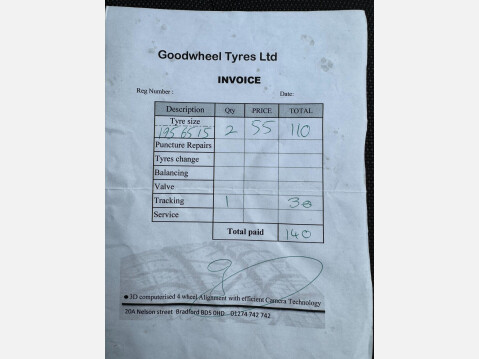 Goodwheel Tyres Ltd
INVOICE
Reg Number : Date:
Description Qty PRICE TOTAL
Tyre size
195 65 15 2 55 110
Puncture Repairs
Tyres change
Balancing
Valve
Tracking 1 30
Service
Total paid 140
3D computerised 4 wheel Alignment with efficient Camera Technology
20A Nelson street Bradford BD5 0HD - 01274 742 742